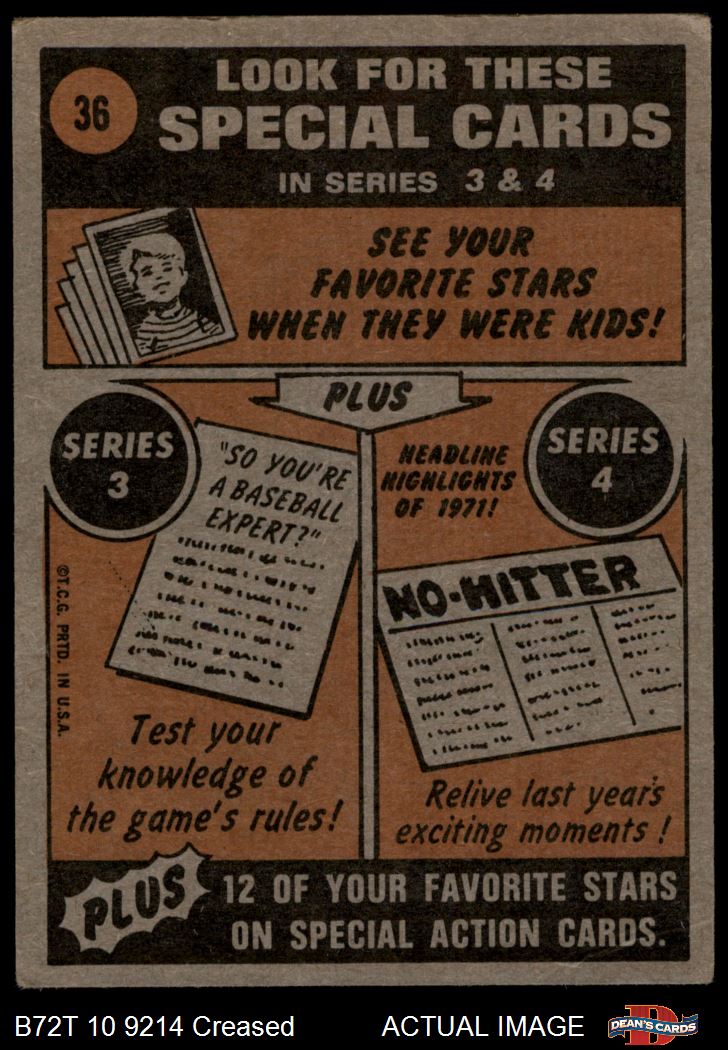 36
LOOK FOR THESE
SPECIAL CARDS
IN SERIES 3 & 4
SEE YOUR
FAVORITE STARS
WHEN THEY WERE KIDS!
PLUS
SERIES
3
"SO YOU'RE
A BASEBALL
EXPERT?"
HEADLINE
HIGHLIGHTS
OF 1971!
SERIES
4
NO-HITTER
©T.C.G. PRTD. IN U.S.A.
Test your
knowledge of
the game's rules!
Relive last year's
exciting moments!
PLUS
12 OF YOUR FAVORITE STARS
ON SPECIAL ACTION CARDS.
B72T 10 9214 Creased
ACTUAL IMAGE
DEAN'S CARDS